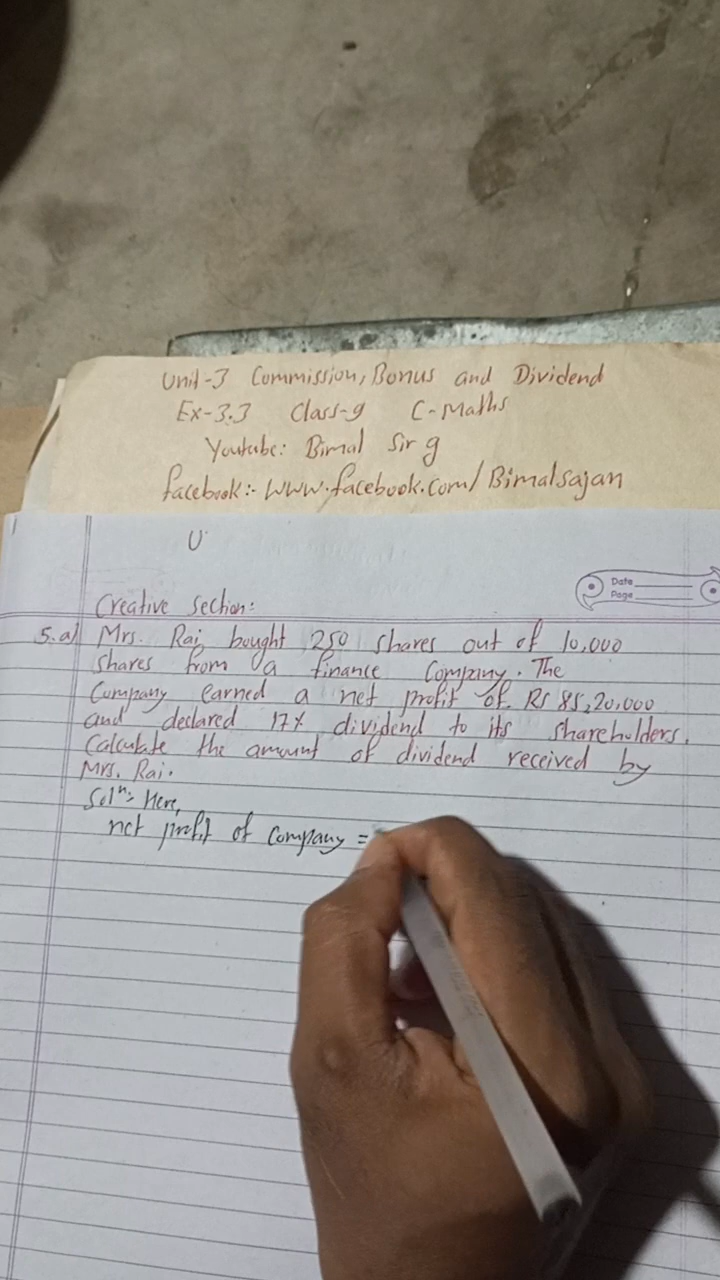 Unit-3 Commission, Bonus and Dividend
Ex-3.3 Class-9 C-Maths
Youtube: Bimal Sir g
facebook:- www.facebook.com/Bimalsajan
U
Date
Page
Creative Section:
5.a) Mrs. Rai bought 250 shares out of 10,000
shares from a finance Company. The
Company earned a net profit of RS 85,20,000
and declared 17% dividend to its shareholders.
Calculate the amount of dividend received by
Mrs. Rai.
Solⁿ: Here,
net profit of Company =